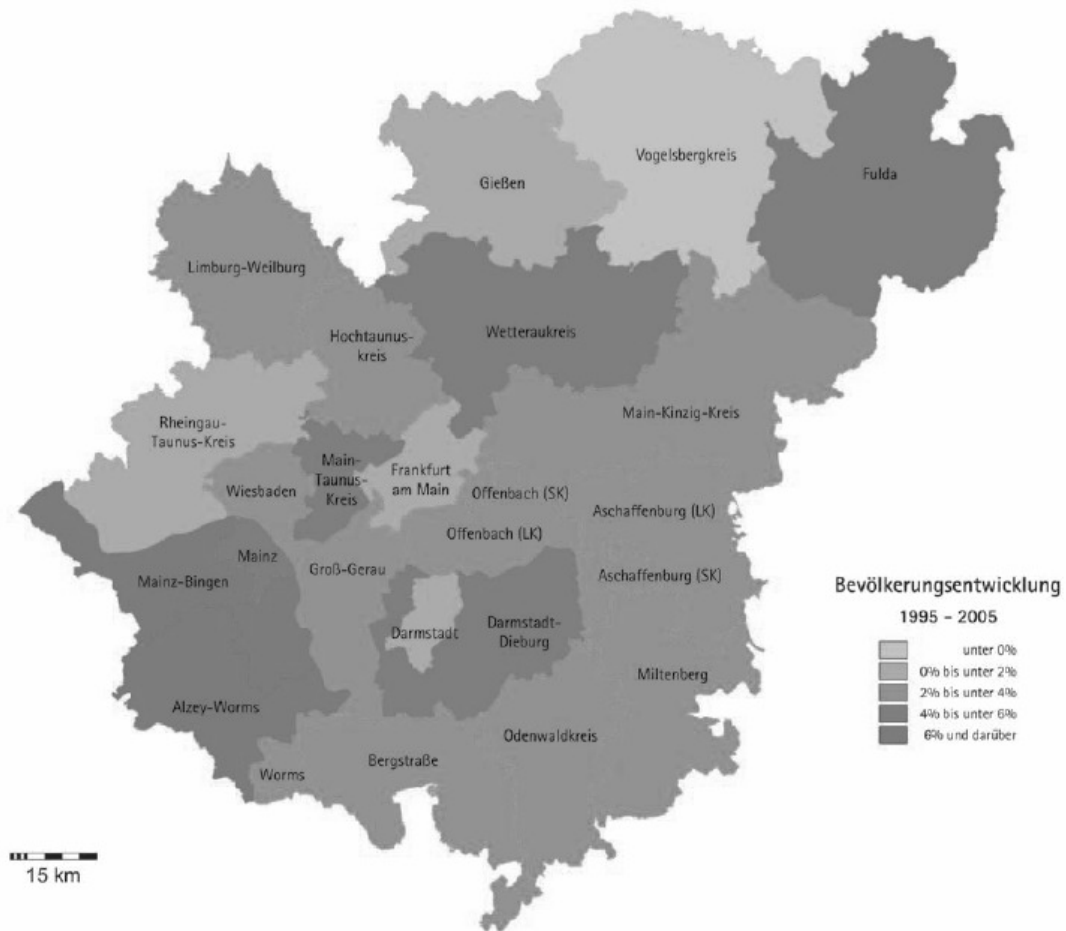 Vogelsbergkreis
Fulda
Gießen
Limburg-Weilburg
Hochtaunus-
kreis
Wetteraukreis
Main-Kinzig-Kreis
Rheingau-
Taunus-Kreis
Main-
Taunus-
Kreis
Frankfurt
am Main
Wiesbaden
Offenbach (SK)
Aschaffenburg (LK)
Offenbach (LK)
Mainz
Groß-Gerau
Mainz-Bingen
Aschaffenburg (SK)
Darmstadt
Darmstadt-
Dieburg
Miltenberg
Alzey-Worms
Odenwaldkreis
Worms
Bergstraße
Bevölkerungsentwicklung
1995 - 2005
unter 0%
0% bis unter 2%
2% bis unter 4%
4% bis unter 6%
6% und darüber
15 km